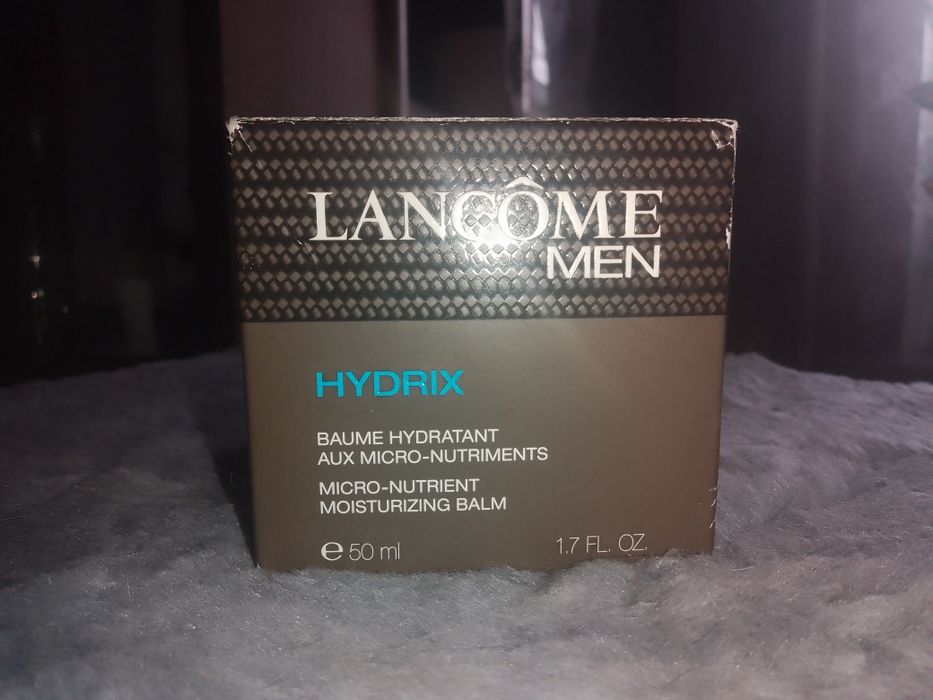 LANCÔME
MEN
HYDRIX
BAUME HYDRATANT
AUX MICRO-NUTRIMENTS
MICRO-NUTRIENT
MOISTURIZING BALM
℮ 50 ml 1.7 FL. OZ.